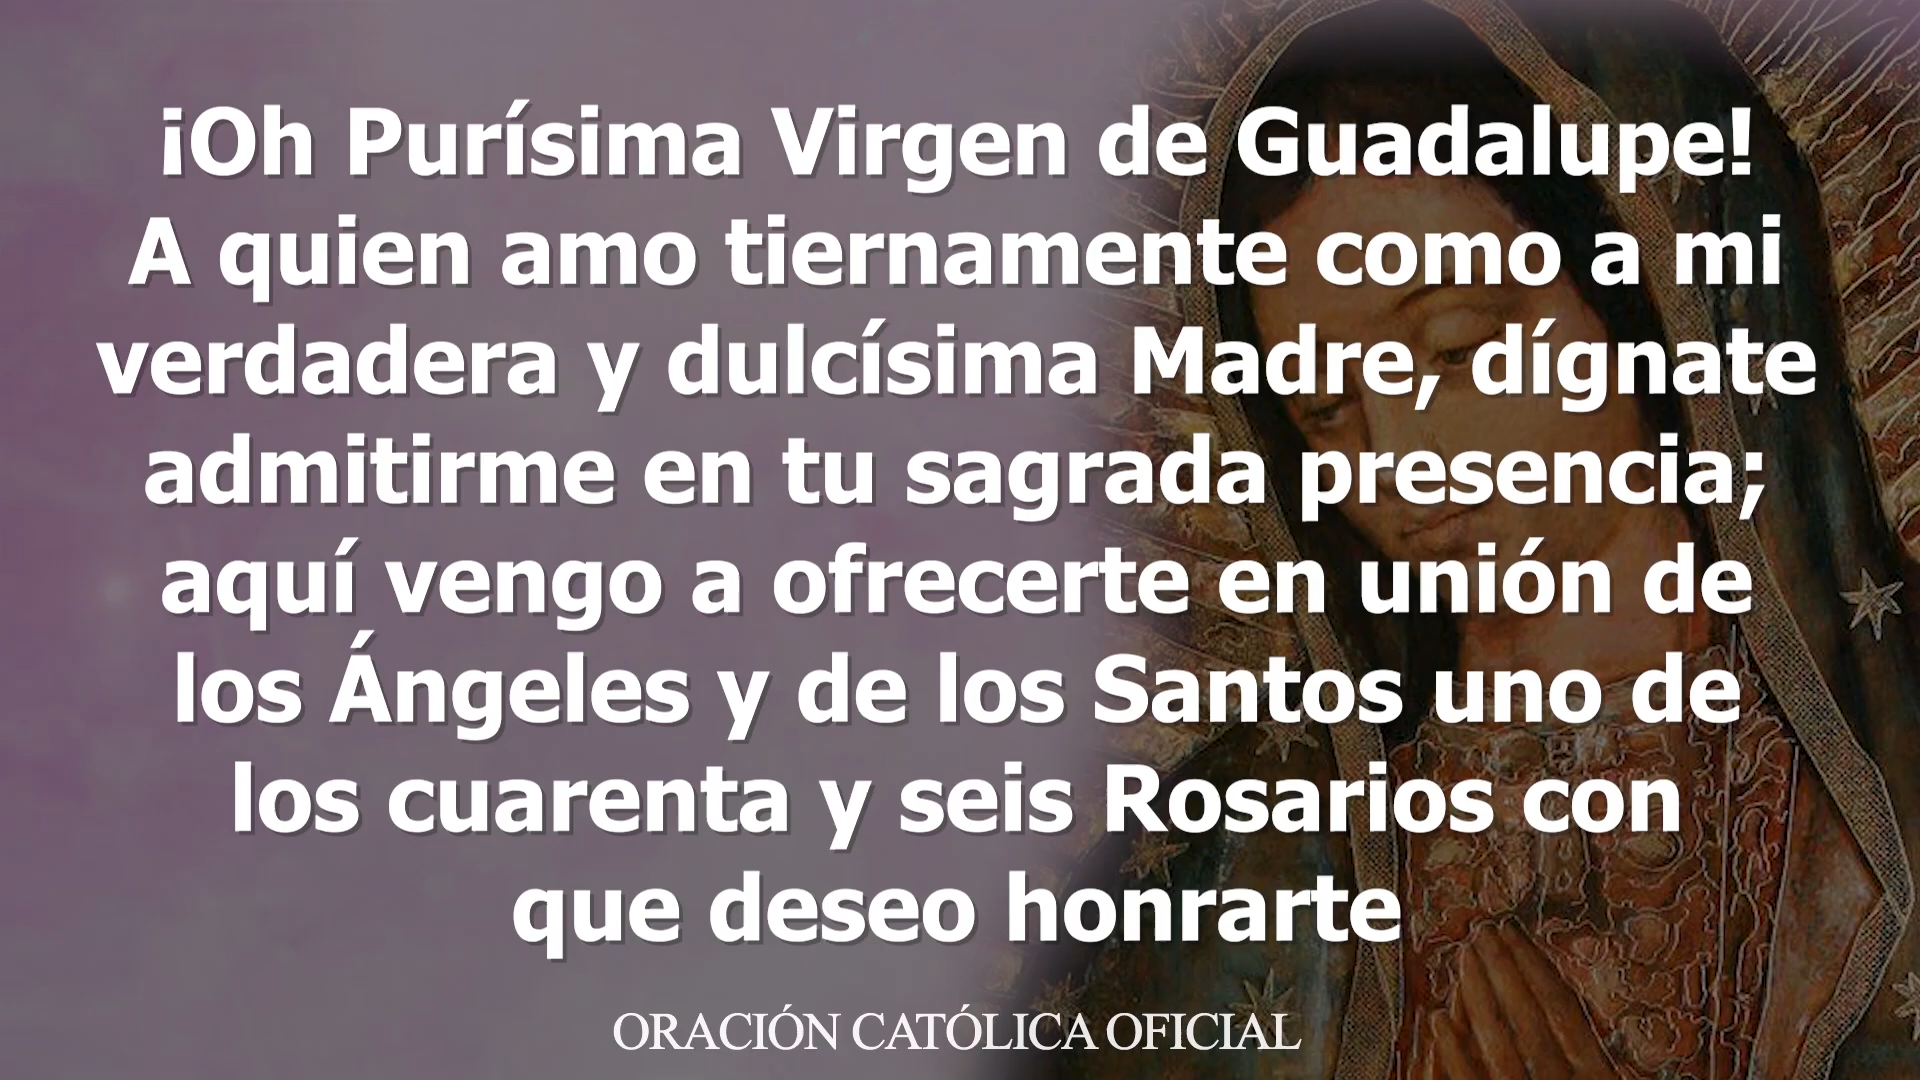 ¡Oh Purísima Virgen de Guadalupe!
A quien amo tiernamente como a mi
verdadera y dulcísima Madre, dígnate
admitirme en tu sagrada presencia;
aquí vengo a ofrecerte en unión de
los Ángeles y de los Santos uno de
los cuarenta y seis Rosarios con
que deseo honrarte
ORACIÓN CATÓLICA OFICIAL